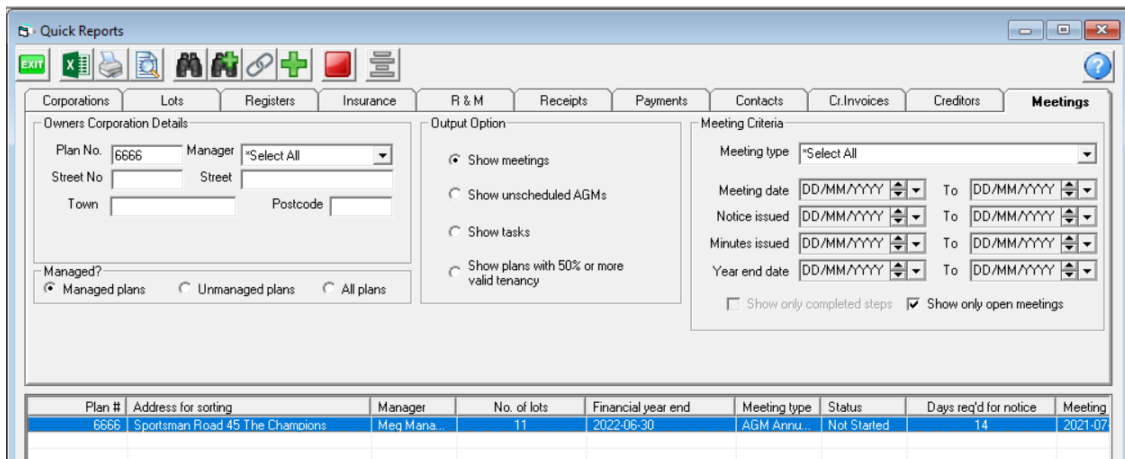 Quick Reports
EXIT
Corporations Lots Registers Insurance R & M Receipts Payments Contacts Cr.Invoices Creditors Meetings
Owners Corporation Details
Plan No. 6666 Manager *Select All
Street No Street
Town Postcode
Managed?
Managed plans Unmanaged plans All plans
Output Option
Show meetings
Show unscheduled AGMs
Show tasks
Show plans with 50% or more
valid tenancy
Meeting Criteria
Meeting type *Select All
Meeting date DD/MM/YYYY To DD/MM/YYYY
Notice issued DD/MM/YYYY To DD/MM/YYYY
Minutes issued DD/MM/YYYY To DD/MM/YYYY
Year end date DD/MM/YYYY To DD/MM/YYYY
Show only completed steps Show only open meetings
Plan # Address for sorting Manager No. of lots Financial year end Meeting type Status Days req'd for notice Meeting
6666 Sportsman Road 45 The Champions Meg Mana... 11 2022-06-30 AGM Annu... Not Started 14 2021-07